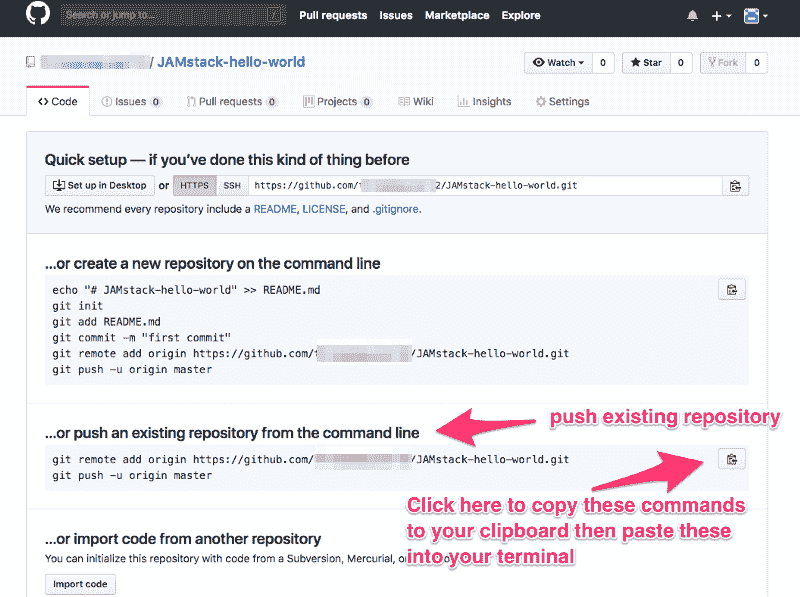 Search or jump to... /
Pull requests Issues Marketplace Explore
/ JAMstack-hello-world
Watch 0 Star 0 Fork 0
Code Issues 0 Pull requests 0 Projects 0 Wiki Insights Settings
Quick setup — if you've done this kind of thing before
Set up in Desktop or HTTPS SSH https://github.com/t 2/JAMstack-hello-world.git
We recommend every repository include a README, LICENSE, and .gitignore.
...or create a new repository on the command line
echo "# JAMstack-hello-world" >> README.md
git init
git add README.md
git commit -m "first commit"
git remote add origin https://github.com/t /JAMstack-hello-world.git
git push -u origin master
...or push an existing repository from the command line
push existing repository
git remote add origin https://github.com/ /JAMstack-hello-world.git
git push -u origin master
Click here to copy these commands
to your clipboard then paste these
into your terminal
...or import code from another repository
You can initialize this repository with code from a Subversion, Mercurial, o
Import code